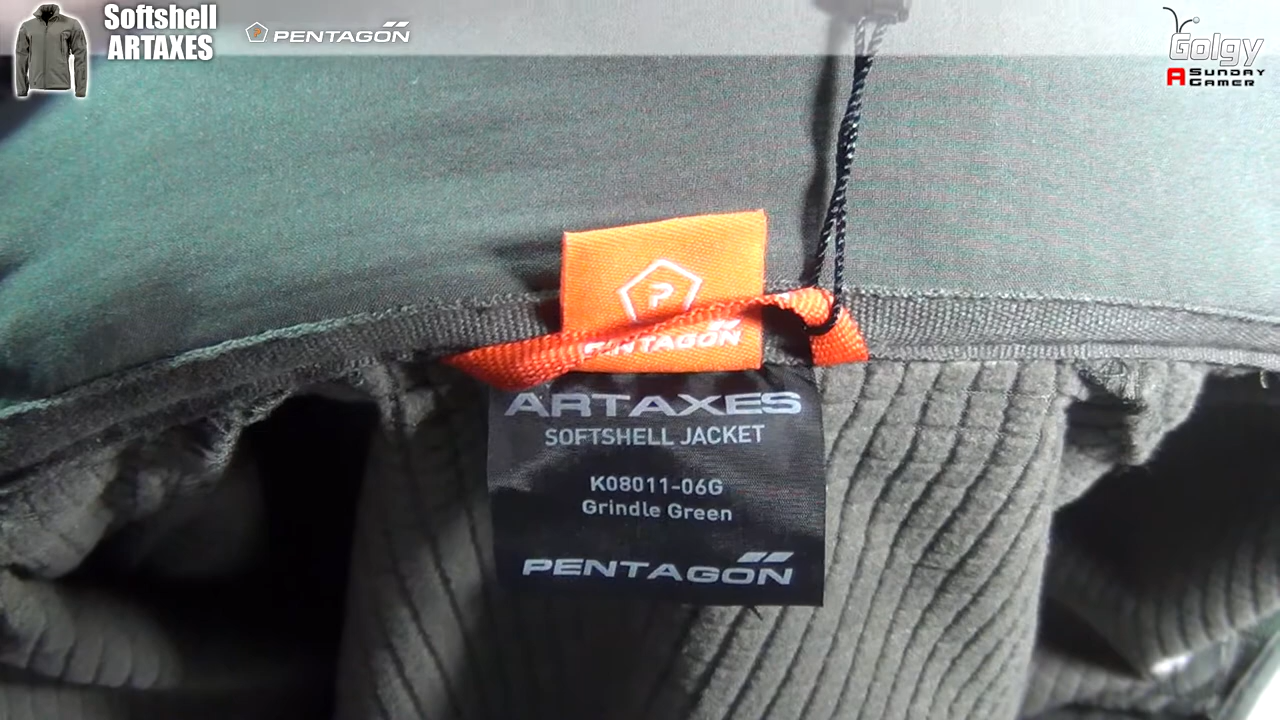 Softshell
ARTAXES
PENTAGON
Golgy
A SUNDAY
GAMER
P
PENTAGON
ARTAXES
SOFTSHELL JACKET
K08011-06G
Grindle Green
PENTAGON